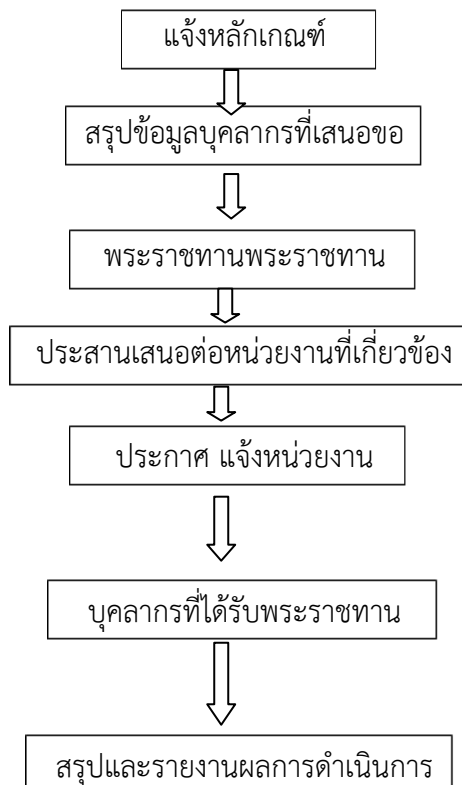 แจ้งหลักเกณฑ์
สรุปข้อมูลบุคลากรที่เสนอขอ
พระราชทานพระราชทาน
ประสานเสนอต่อหน่วยงานที่เกี่ยวข้อง
ประกาศ แจ้งหน่วยงาน
บุคลากรที่ได้รับพระราชทาน
สรุปและรายงานผลการดำเนินการ